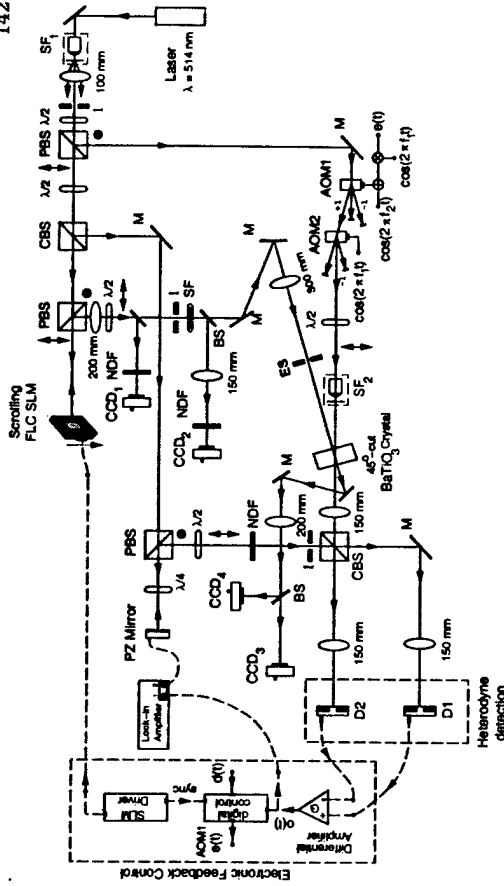 142
Laser
λ = 514 nm
SF1
100 mm
I
λ/2
PBS
λ/2
CBS
M
PBS
200 mm
λ/2
Scrolling
FLC SLM
NDF
CCD1
I
SF
BS
150 mm
NDF
CCD2
M
M
900 mm
ES
M
AOM1
+1
-1
e(t)
cos(2πf1t)
cos(2πf2t)
AOM2
-1
cos(2πf1t)
λ/2
SF2
45°-cut
BaTiO3 Crystal
M
200 mm
150 mm
PBS
λ/2
NDF
I
CBS
M
λ/4
PZ Mirror
Lock-in
Amplifier
CCD4
BS
CCD3
150 mm
150 mm
D2
D1
Heterodyne
detection
SLM
Driver
sync
digital
control
d(t)
AOM1
e(t)
o(t)
G
+
-
Differential
Amplifier
Electronic Feedback Control